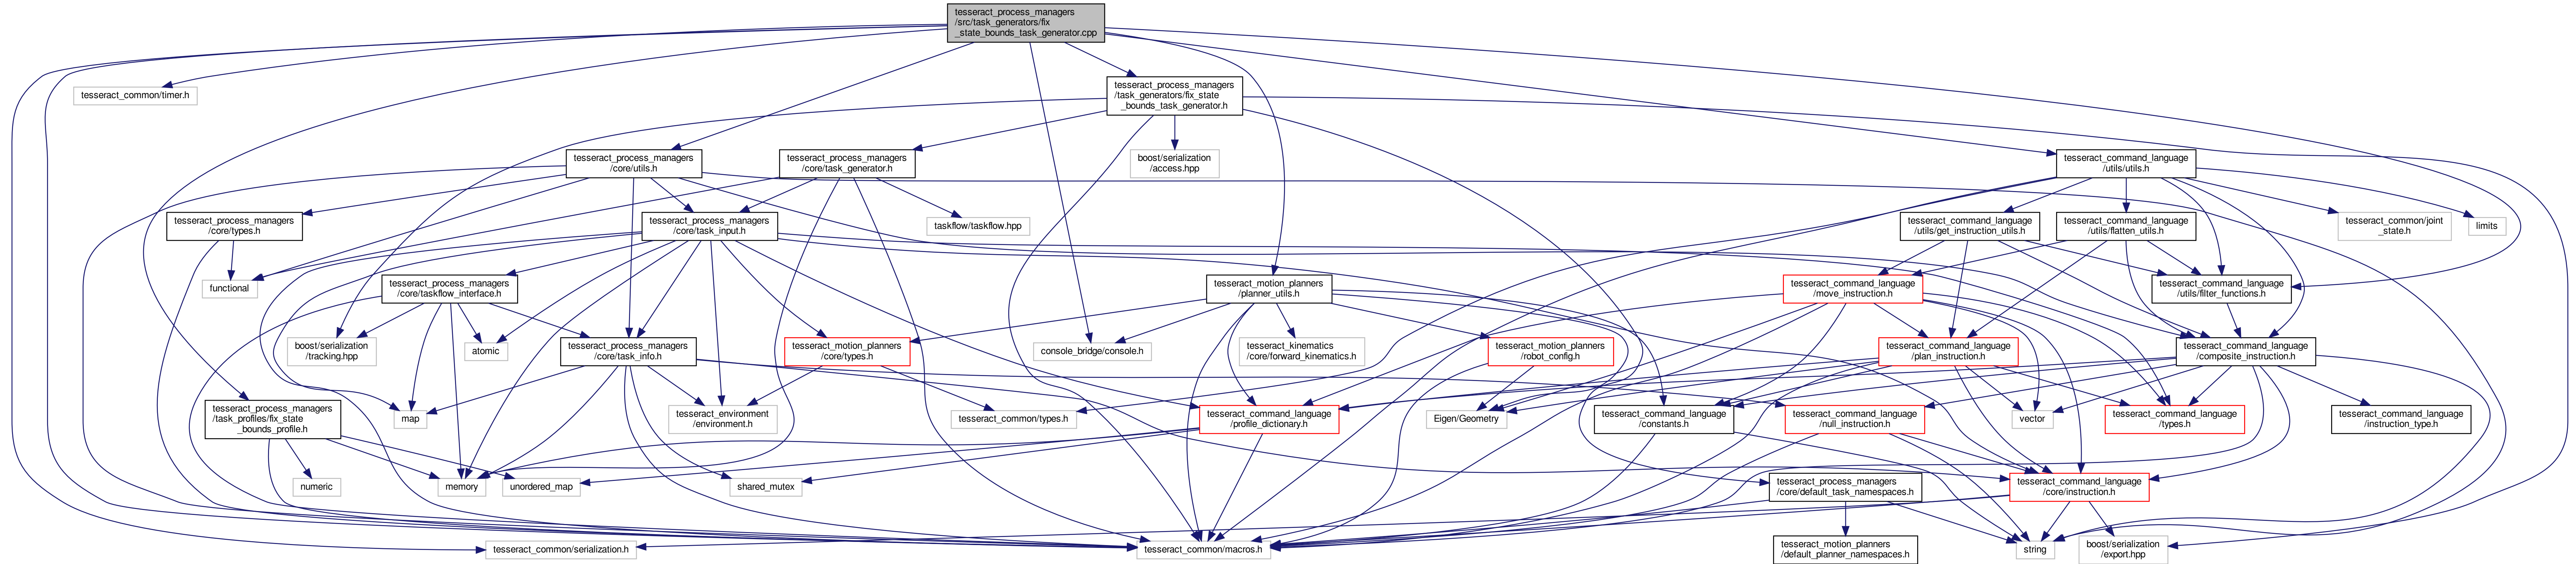 tesseract_process_managers
/src/task_generators/fix
_state_bounds_task_generator.cpp
tesseract_common/timer.h
tesseract_process_managers
/task_generators/fix_state
_bounds_task_generator.h
tesseract_process_managers
/core/utils.h
tesseract_process_managers
/core/task_generator.h
boost/serialization
/access.hpp
tesseract_command_language
/utils/utils.h
tesseract_process_managers
/core/types.h
tesseract_process_managers
/core/task_input.h
taskflow/taskflow.hpp
tesseract_command_language
/utils/get_instruction_utils.h
tesseract_command_language
/utils/flatten_utils.h
tesseract_common/joint
_state.h
limits
functional
tesseract_process_managers
/core/taskflow_interface.h
tesseract_motion_planners
/planner_utils.h
tesseract_command_language
/move_instruction.h
tesseract_command_language
/utils/filter_functions.h
boost/serialization
/tracking.hpp
atomic
tesseract_process_managers
/core/task_info.h
tesseract_motion_planners
/core/types.h
console_bridge/console.h
tesseract_kinematics
/core/forward_kinematics.h
tesseract_motion_planners
/robot_config.h
tesseract_command_language
/plan_instruction.h
tesseract_command_language
/composite_instruction.h
tesseract_process_managers
/task_profiles/fix_state
_bounds_profile.h
map
tesseract_environment
/environment.h
tesseract_common/types.h
tesseract_command_language
/profile_dictionary.h
Eigen/Geometry
tesseract_command_language
/constants.h
tesseract_command_language
/null_instruction.h
vector
tesseract_command_language
/types.h
tesseract_command_language
/instruction_type.h
numeric
memory
unordered_map
shared_mutex
tesseract_process_managers
/core/default_task_namespaces.h
tesseract_command_language
/core/instruction.h
tesseract_common/serialization.h
tesseract_common/macros.h
tesseract_motion_planners
/default_planner_namespaces.h
string
boost/serialization
/export.hpp